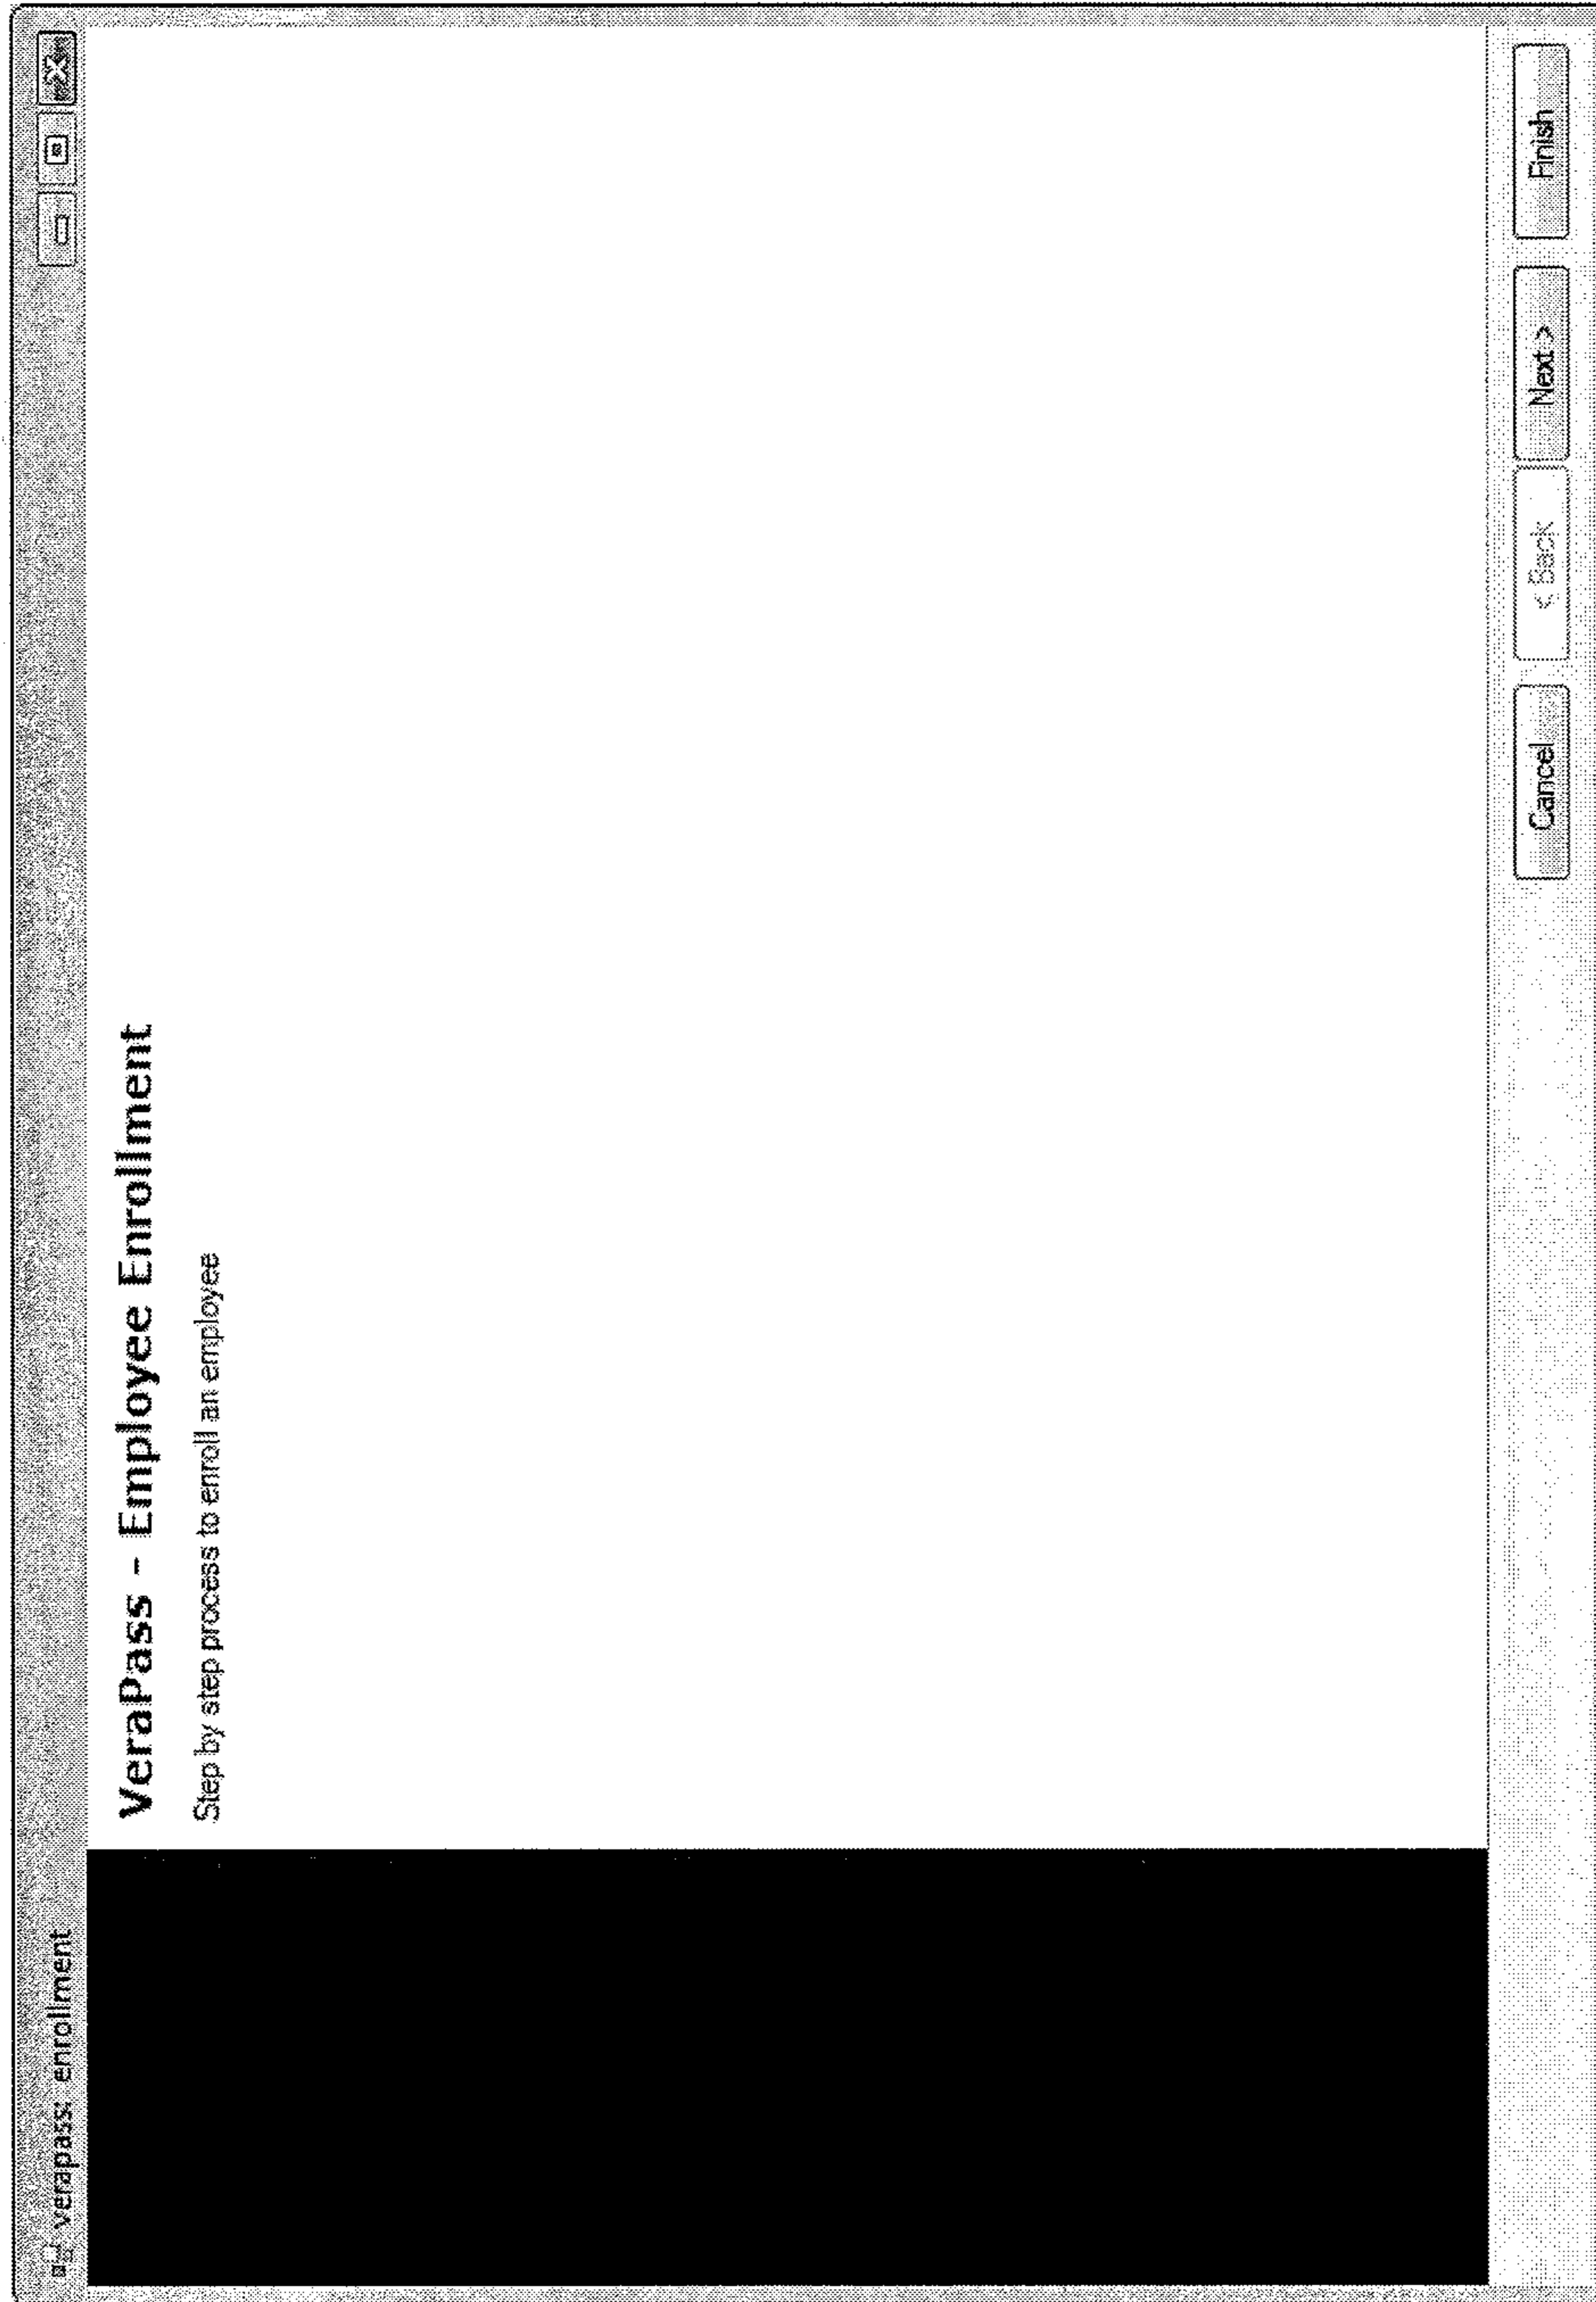 verapass: enrollment
VeraPass - Employee Enrollment
Step by step process to enroll an employee
Cancel
< Back
Next >
Finish